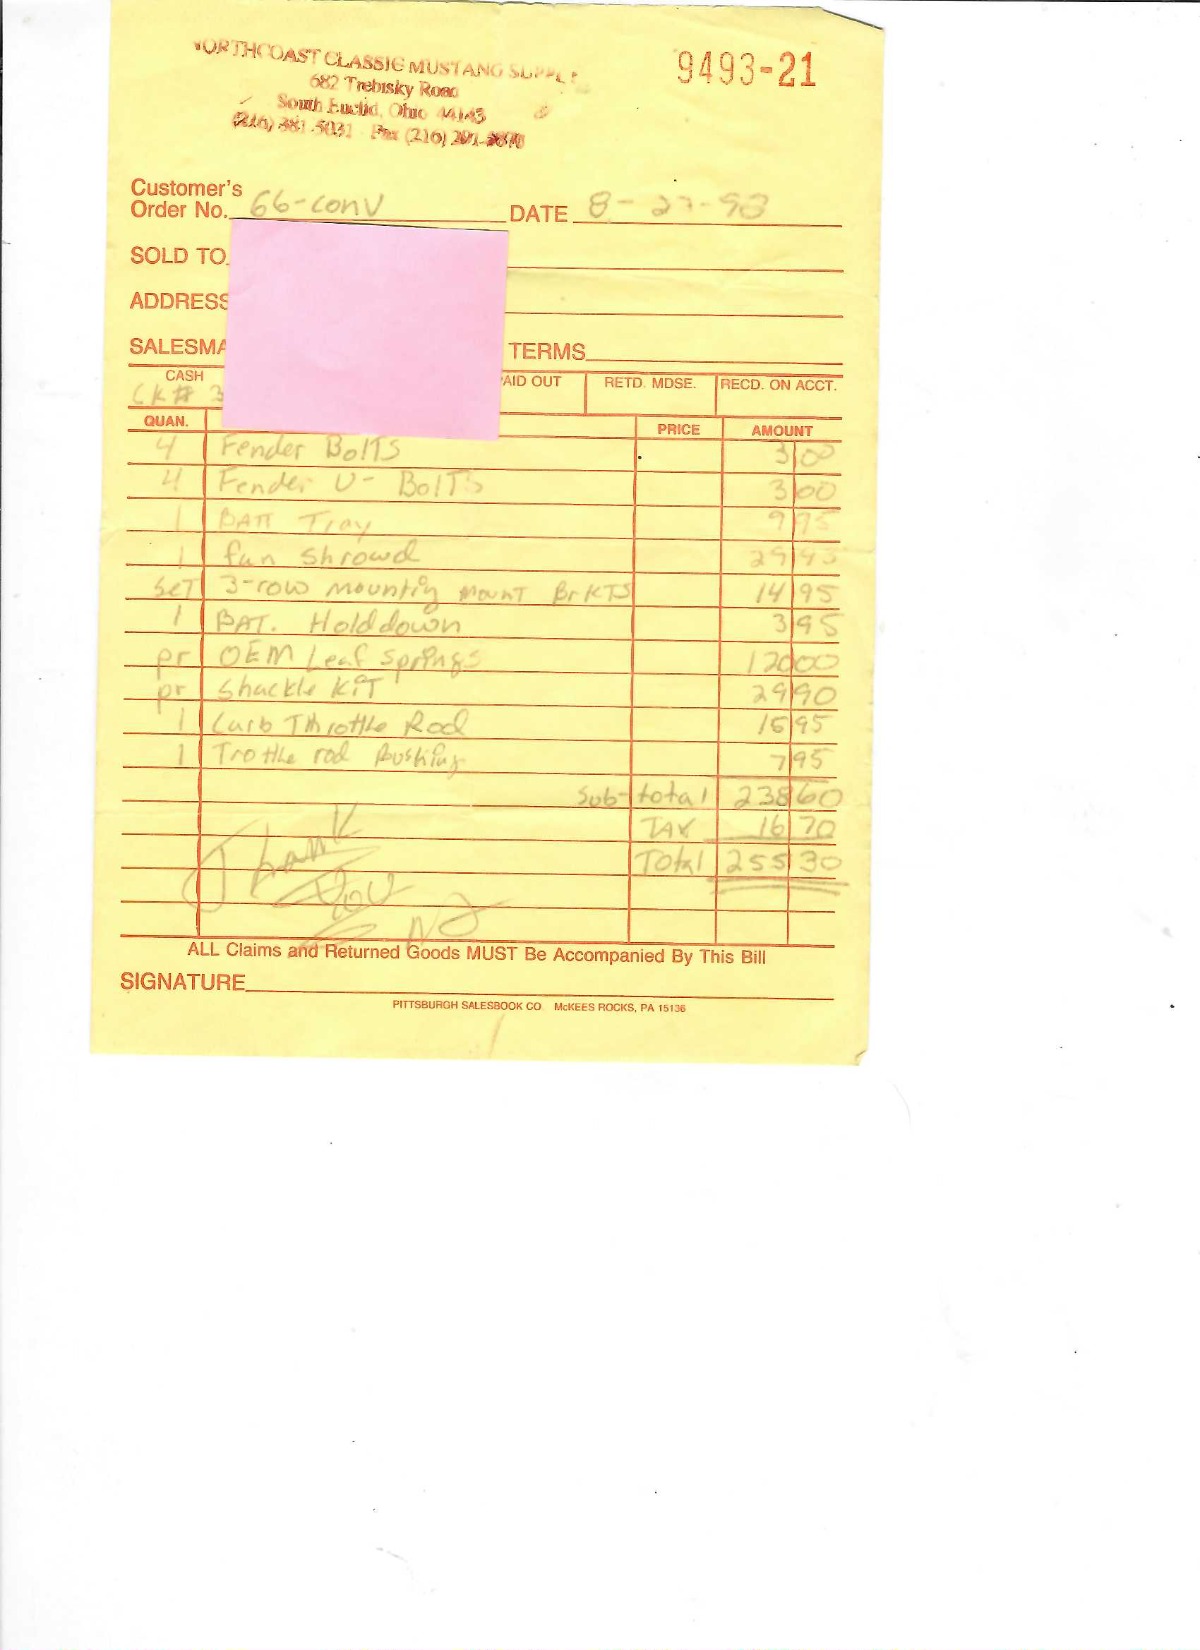 NORTHCOAST CLASSIC MUSTANG SUPPLY
9493-21
682 Trebisky Road
South Euclid, Ohio 44143
(216) 381-5031 Fax (216)
Customer's
Order No. 66-conv DATE 8-27-98
SOLD TO
ADDRESS
SALESMA TERMS
CASH AID OUT RETD. MDSE. RECD. ON ACCT.
CK# 3
QUAN. PRICE AMOUNT
4 Fender BolTS 3 00
4 Fender U-BolTS 3 00
1 BATT Tray 9 95
1 fan Shrowd 29 95
SeT 3-row mounting mount BrKTS 14 95
1 BAT. Holddown 3 95
pr OEM Leaf springs 120 00
pr Shackle KiT 29 90
1 Carb Throttle Rod 15 95
1 Trottle rod Bushing 7 95
Sub-total 238 60
TAX 16 70
Total 255 30
Thank
You
ALL Claims and Returned Goods MUST Be Accompanied By This Bill
SIGNATURE
PITTSBURGH SALESBOOK CO McKEES ROCKS, PA 15136